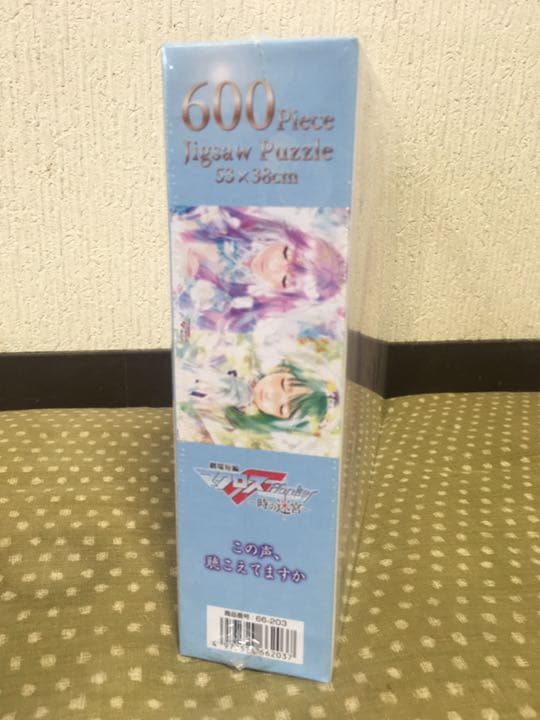 600 Piece
Jigsaw Puzzle
53×38cm
劇場短編
マクロス Frontier
時の迷宮
この声、
聴こえてますか
商品番号 66-203